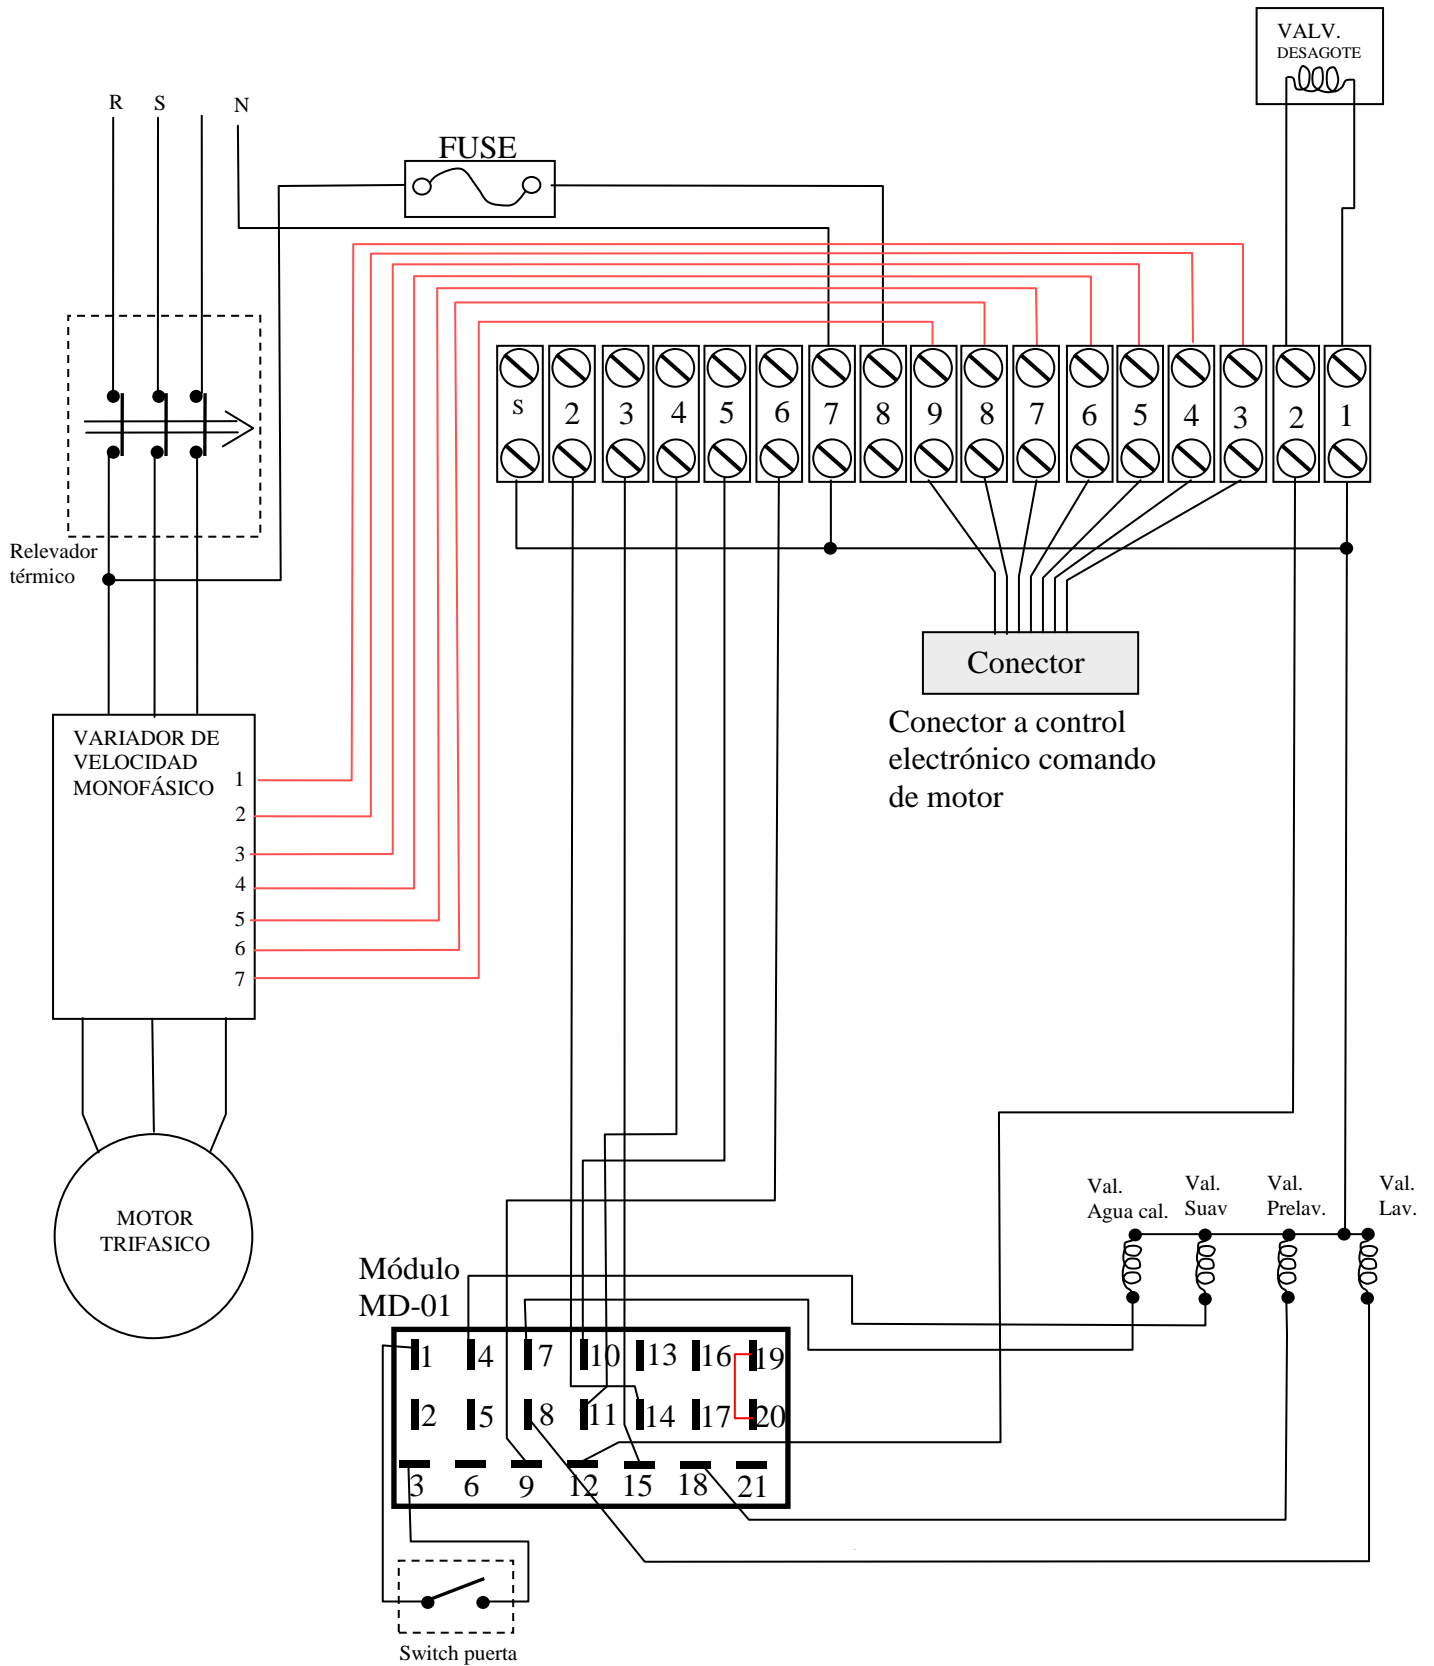 VALV.
DESAGOTE
R S N
FUSE
S 2 3 4 5 6 7 8 9 8 7 6 5 4 3 2 1
Relevador
térmico
Conector
Conector a control
electrónico comando
de motor
VARIADOR DE
VELOCIDAD
MONOFÁSICO
1
2
3
4
5
6
7
MOTOR
TRIFASICO
Val.
Agua cal.
Val.
Suav
Val.
Prelav.
Val.
Lav.
Módulo
MD-01
1 4 7 10 13 16 19
2 5 8 11 14 17 20
3 6 9 12 15 18 21
Switch puerta